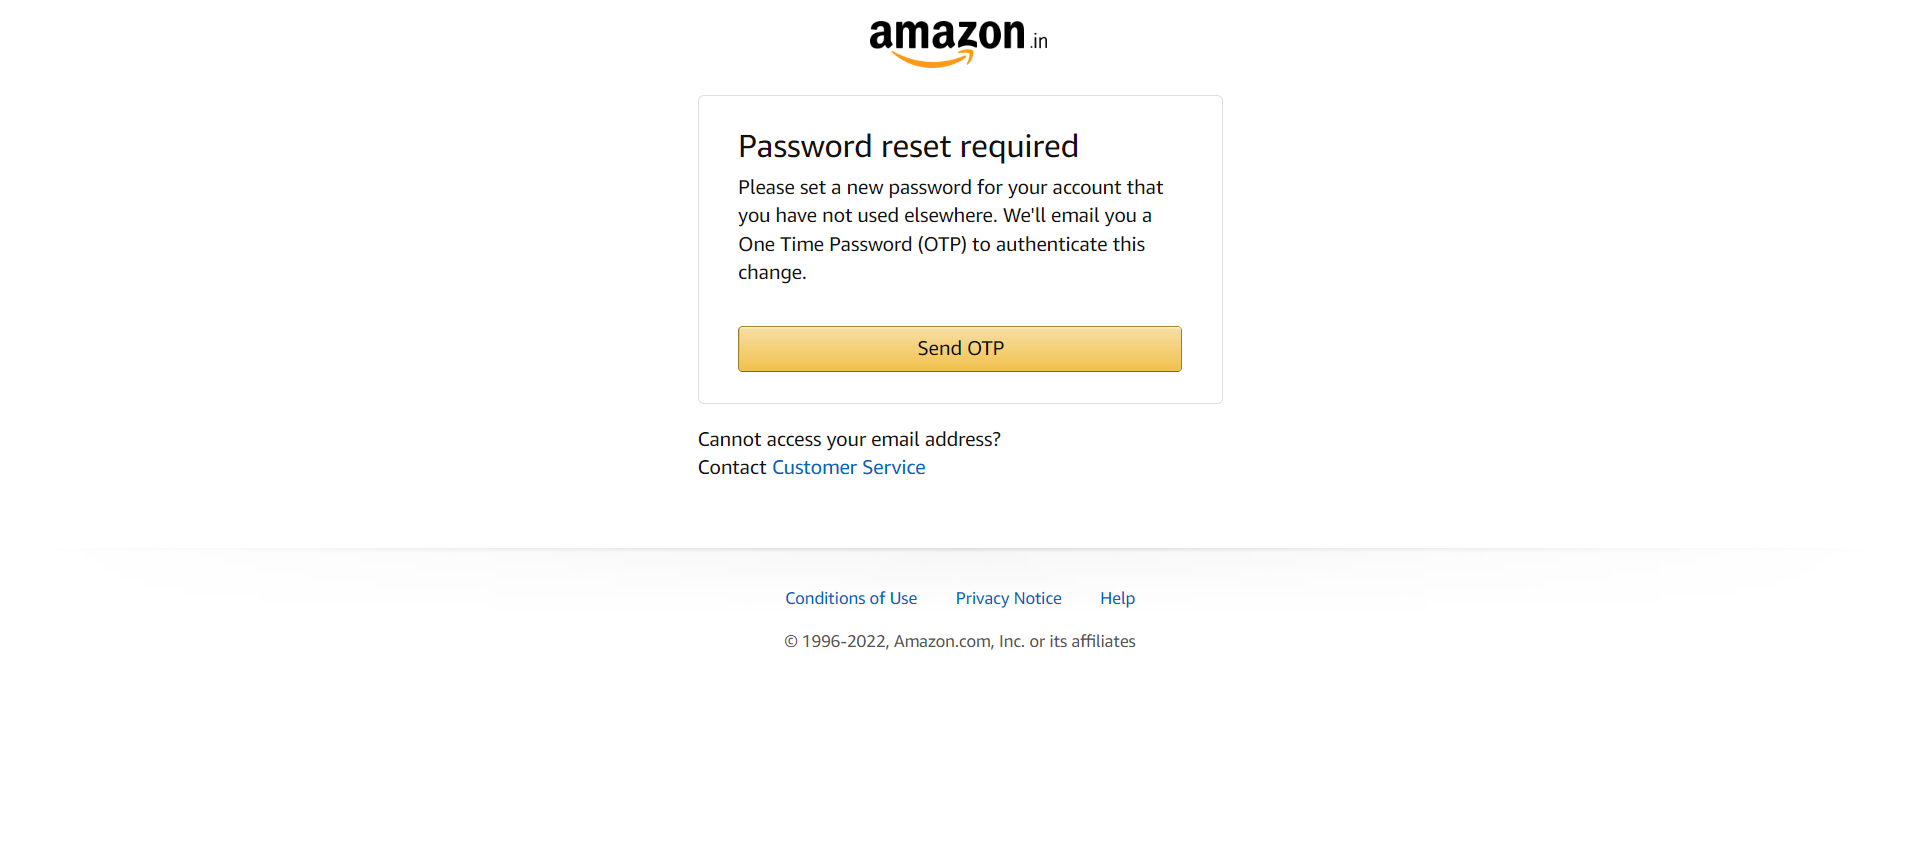 amazon.in
Password reset required
Please set a new password for your account that
you have not used elsewhere. We'll email you a
One Time Password (OTP) to authenticate this
change.
Send OTP
Cannot access your email address?
Contact Customer Service
Conditions of Use Privacy Notice Help
© 1996-2022, Amazon.com, Inc. or its affiliates